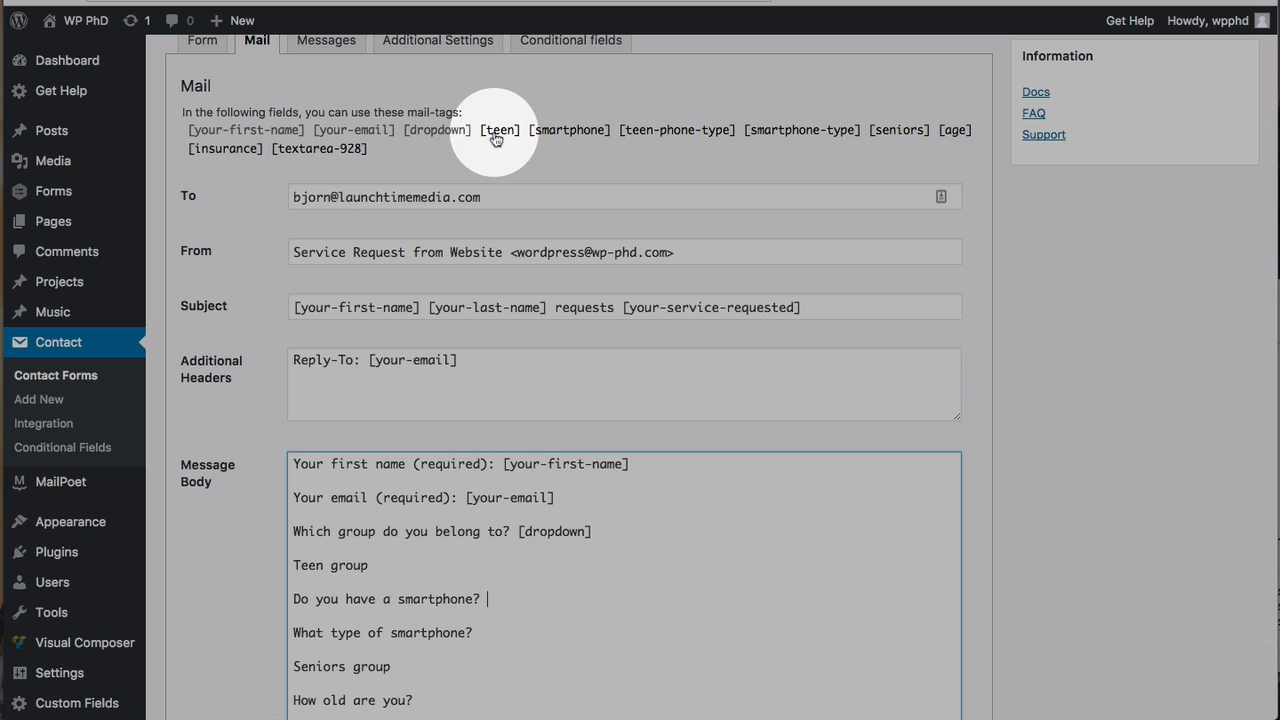 WP PhD 1 0 New Get Help Howdy, wpphd
Dashboard
Get Help
Posts
Media
Forms
Pages
Comments
Projects
Music
Contact
Contact Forms
Add New
Integration
Conditional Fields
MailPoet
Appearance
Plugins
Users
Tools
Visual Composer
Settings
Custom Fields
Form Mail Messages Additional Settings Conditional fields
Mail
In the following fields, you can use these mail-tags:
[your-first-name] [your-email] [dropdown] [teen] [smartphone] [teen-phone-type] [smartphone-type] [seniors] [age]
[insurance] [textarea-928]
To bjorn@launchtimemedia.com
From Service Request from Website <wordpress@wp-phd.com>
Subject [your-first-name] [your-last-name] requests [your-service-requested]
Additional Headers
Reply-To: [your-email]
Message Body
Your first name (required): [your-first-name]
Your email (required): [your-email]
Which group do you belong to? [dropdown]
Teen group
Do you have a smartphone?
What type of smartphone?
Seniors group
How old are you?
Information
Docs
FAQ
Support